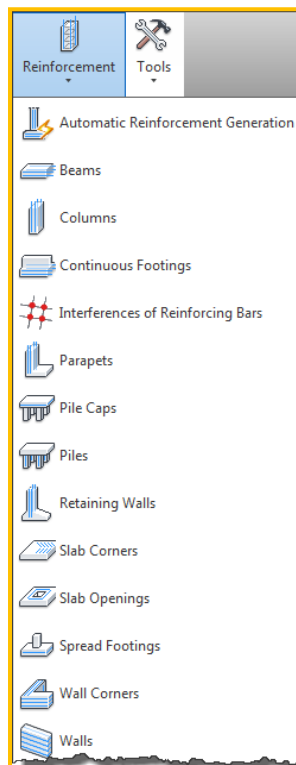 Reinforcement
Tools
Automatic Reinforcement Generation
Beams
Columns
Continuous Footings
Interferences of Reinforcing Bars
Parapets
Pile Caps
Piles
Retaining Walls
Slab Corners
Slab Openings
Spread Footings
Wall Corners
Walls